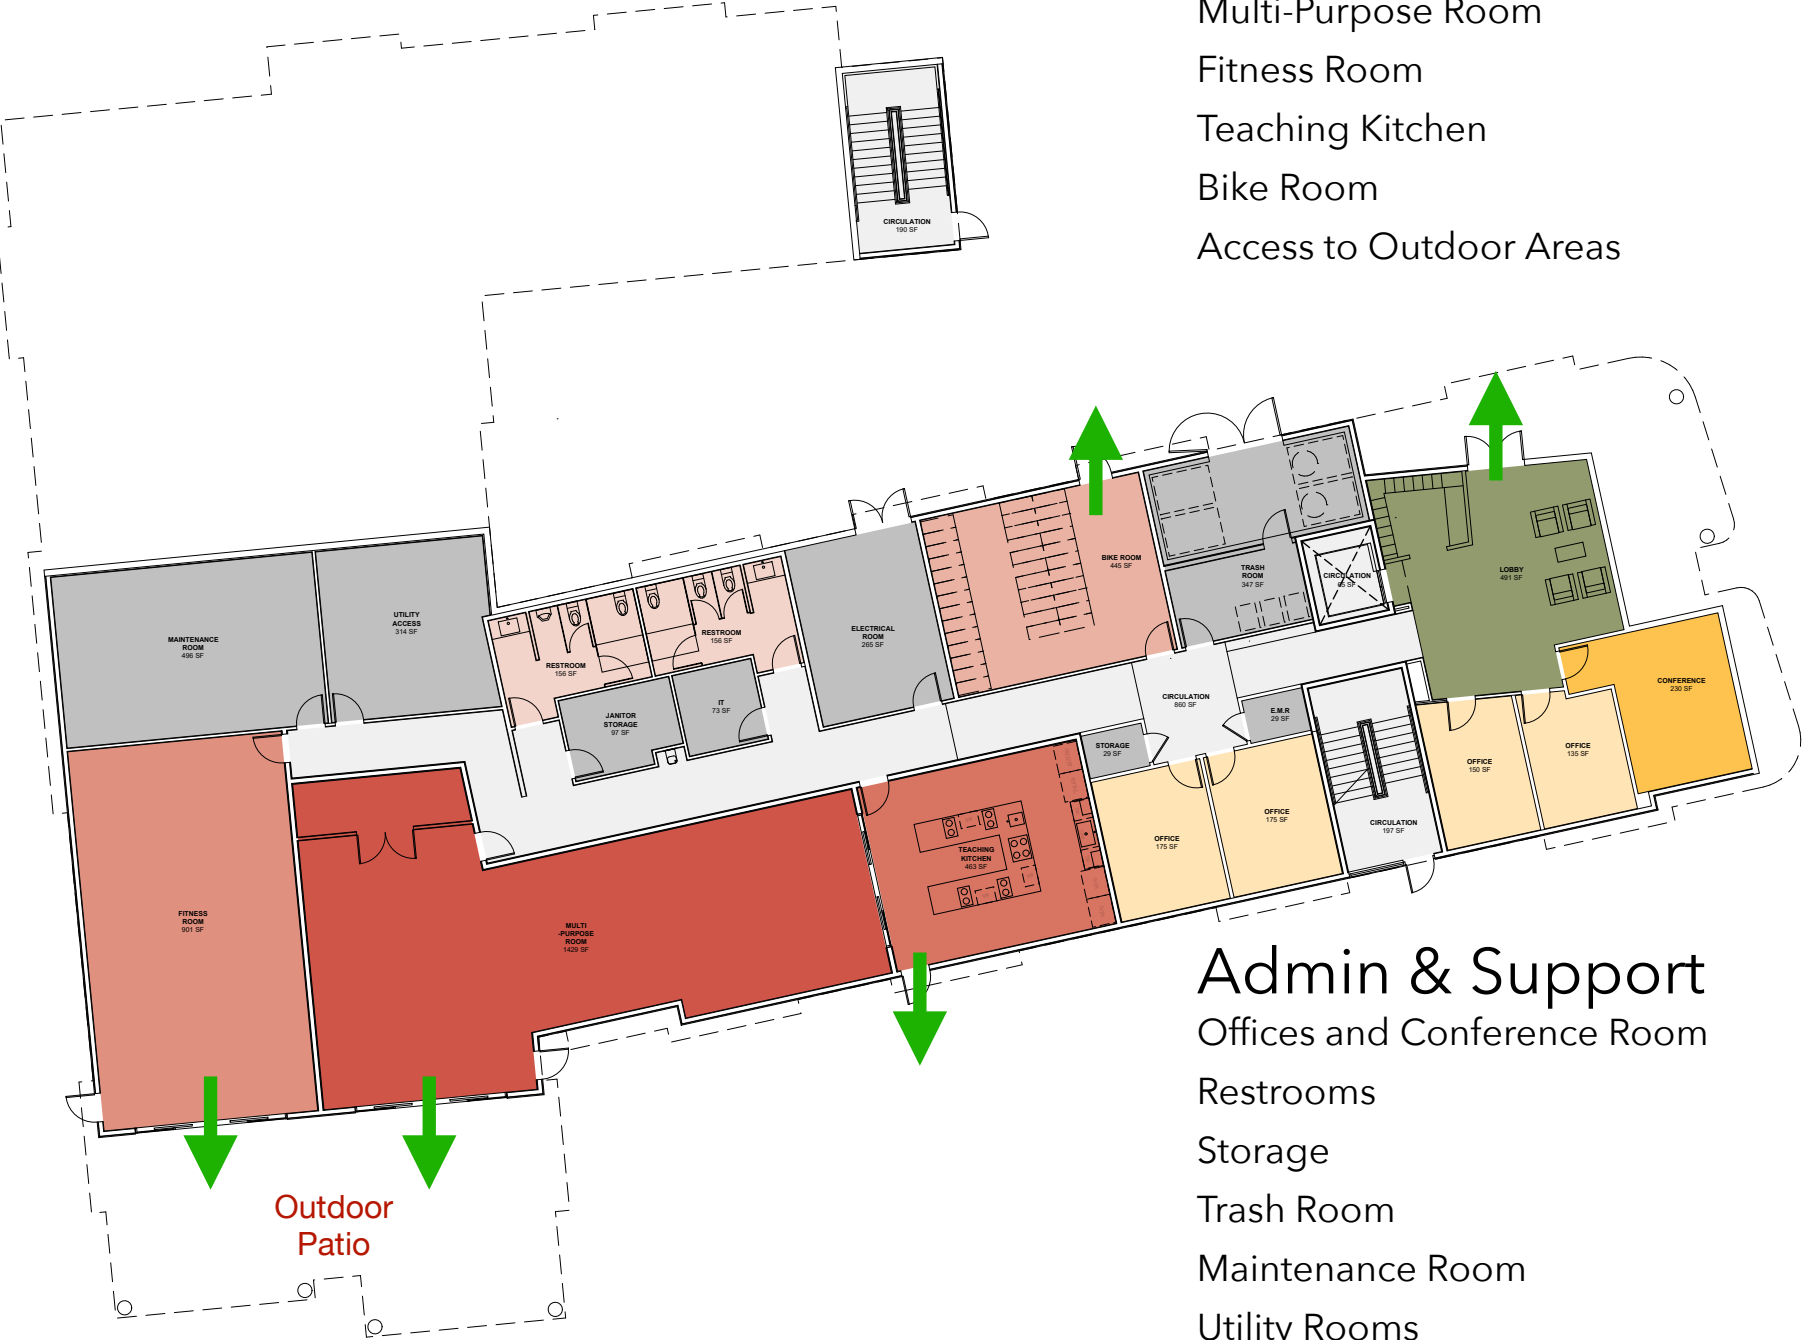 Multi-Purpose Room
Fitness Room
Teaching Kitchen
Bike Room
Access to Outdoor Areas
CIRCULATION
190 SF
MAINTENANCE
ROOM
496 SF
UTILITY
ACCESS
314 SF
RESTROOM
156 SF
RESTROOM
156 SF
JANITOR
STORAGE
97 SF
IT
73 SF
ELECTRICAL
ROOM
265 SF
BIKE ROOM
445 SF
TRASH
ROOM
347 SF
CIRCULATION
65 SF
LOBBY
491 SF
CONFERENCE
230 SF
CIRCULATION
860 SF
E.M.R
29 SF
STORAGE
29 SF
OFFICE
150 SF
OFFICE
135 SF
OFFICE
175 SF
OFFICE
175 SF
CIRCULATION
197 SF
TEACHING
KITCHEN
463 SF
FITNESS
ROOM
901 SF
MULTI
-PURPOSE
ROOM
1429 SF
Outdoor
Patio
Admin & Support
Offices and Conference Room
Restrooms
Storage
Trash Room
Maintenance Room
Utility Rooms